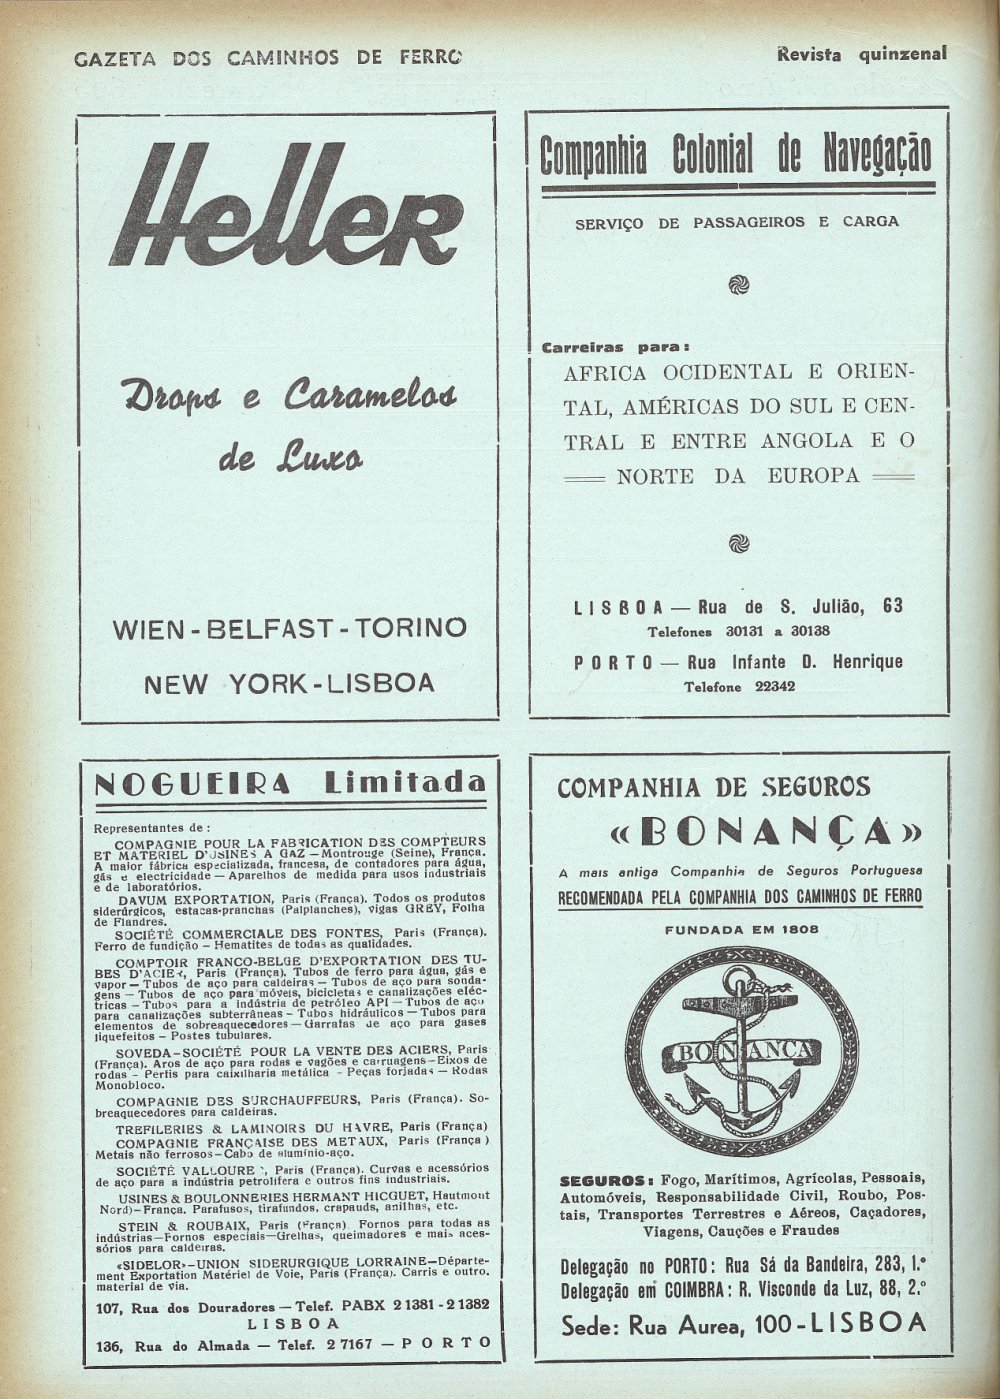 GAZETA DOS CAMINHOS DE FERRO
Revista quinzenal
Heller
Drops e Caramelos
de Luxo
WIEN - BELFAST - TORINO
NEW YORK - LISBOA
Companhia Colonial de Navegação
SERVIÇO DE PASSAGEIROS E CARGA
Carreiras para:
AFRICA OCIDENTAL E ORIEN-
TAL, AMÉRICAS DO SUL E CEN-
TRAL E ENTRE ANGOLA E O
NORTE DA EUROPA
LISBOA — Rua de S. Julião, 63
Telefones 30131 a 30138
PORTO — Rua Infante D. Henrique
Telefone 22342
NOGUEIRA Limitada
Representantes de:
COMPAGNIE POUR LA FABRICATION DES COMPTEURS
ET MATERIEL D'USINES A GAZ — Montrouge (Seine), França.
A maior fábrica especializada, francesa, de contadores para água,
gás e electricidade — Aparelhos de medida para usos industriais
e de laboratórios.
DAVUM EXPORTATION, Paris (França). Todos os produtos
siderúrgicos, estacas-pranchas (Palplanches), vigas GREY, Folha
de Flandres.
SOCIÉTÉ COMMERCIALE DES FONTES, Paris (França).
Ferro de fundição — Hematites de todas as qualidades.
COMPTOIR FRANCO-BELGE D'EXPORTATION DES TU-
BES D'ACIER, Paris (França). Tubos de ferro para água, gás e
vapor — Tubos de aço para caldeiras — Tubos de aço para sonda-
gens — Tubos de aço para móveis, bicicletas e canalizações eléc-
tricas — Tubos para a indústria de petróleo API — Tubos de aço
para canalizações subterrâneas - Tubos hidráulicos — Tubos para
elementos de sobreaquecedores — Garrafas de aço para gases
liquefeitos — Postes tubulares.
SOVEDA—SOCIÉTÉ POUR LA VENTE DES ACIERS, Paris
(França). Aros de aço para rodas e vagões e carruagens — Eixos de
rodas - Perfis para caixilharia metálica - Peças forjadas — Rodas
Monobloco.
COMPAGNIE DES SURCHAUFFEURS, Paris (França). So-
breaquecedores para caldeiras.
TREFILERIES & LAMINOIRS DU HAVRE, Paris (França)
COMPAGNIE FRANÇAISE DES METAUX, Paris (França)
Metais não ferrosos — Cabo de alumínio-aço.
SOCIÉTÉ VALLOUREC, Paris (França). Curvas e acessórios
de aço para a indústria petrolífera e outros fins industriais.
USINES & BOULONNERIES HERMANT HICGUET, Hautmont
Nord)—França. Parafusos, tirafundos, crapauds, anilhas, etc.
STEIN & ROUBAIX, Paris (França). Fornos para todas as
indústrias—Fornos especiais—Grelhas, queimadores e mais aces-
sórios para caldeiras.
«SIDELOR»—UNION SIDERURGIQUE LORRAINE—Départe-
ment Exportation Matériel de Voie, Paris (França). Carris e outro.
material de via.
107, Rua dos Douradores — Telef. PABX 21381 - 21382
LISBOA
136, Rua do Almada — Telef. 27167 — PORTO
COMPANHIA DE SEGUROS
«BONANÇA»
A mais antiga Companhia de Seguros Portuguesa
RECOMENDADA PELA COMPANHIA DOS CAMINHOS DE FERRO
FUNDADA EM 1808
BONANÇA
SEGUROS: Fogo, Marítimos, Agrícolas, Pessoais,
Automóveis, Responsabilidade Civil, Roubo, Pos-
tais, Transportes Terrestres e Aéreos, Caçadores,
Viagens, Cauções e Fraudes
Delegação no PORTO: Rua Sá da Bandeira, 283, 1.º
Delegação em COIMBRA: R. Visconde da Luz, 88, 2.º
Sede: Rua Aurea, 100 - LISBOA